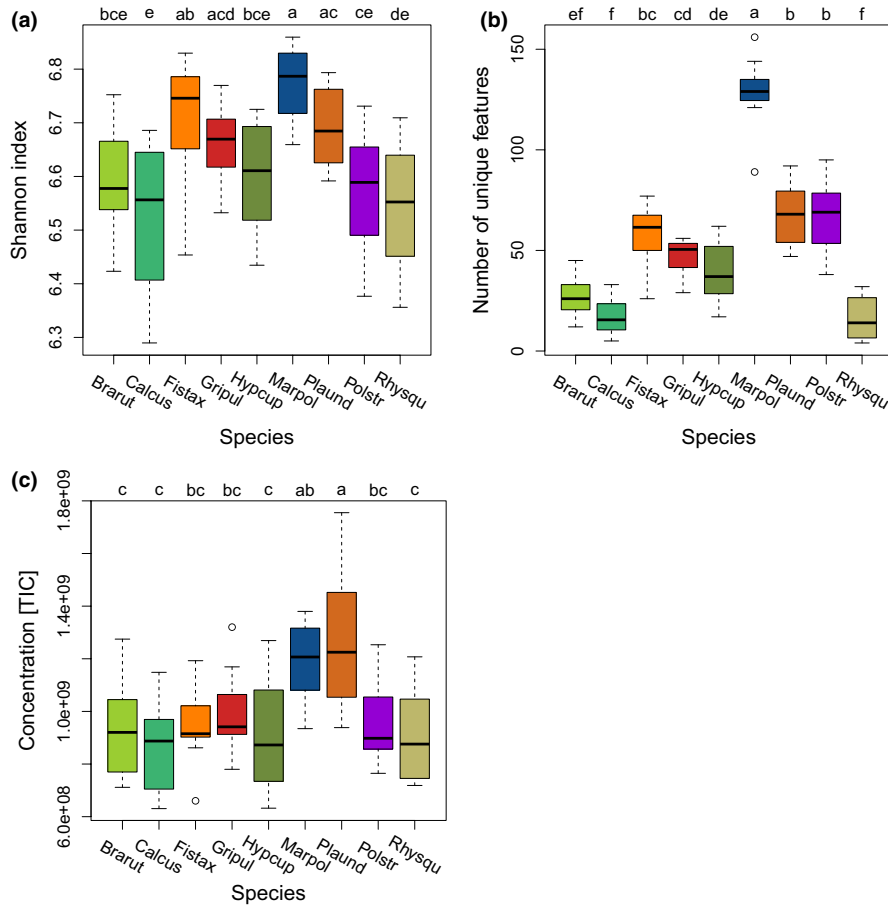 (a) bce e ab acd bce a ac ce de
Shannon index
6.8
6.7
6.6
6.5
6.4
6.3
Brarut Calcus Fistax Gripul Hypcup Marpol Plaund Polstr Rhysqu
Species
(b) ef f bc cd de a b b f
Number of unique features
150
100
50
0
Brarut Calcus Fistax Gripul Hypcup Marpol Plaund Polstr Rhysqu
Species
(c) c c bc bc c ab a bc c
Concentration [TIC]
1.8e+09
1.4e+09
1.0e+09
6.0e+08
Brarut Calcus Fistax Gripul Hypcup Marpol Plaund Polstr Rhysqu
Species